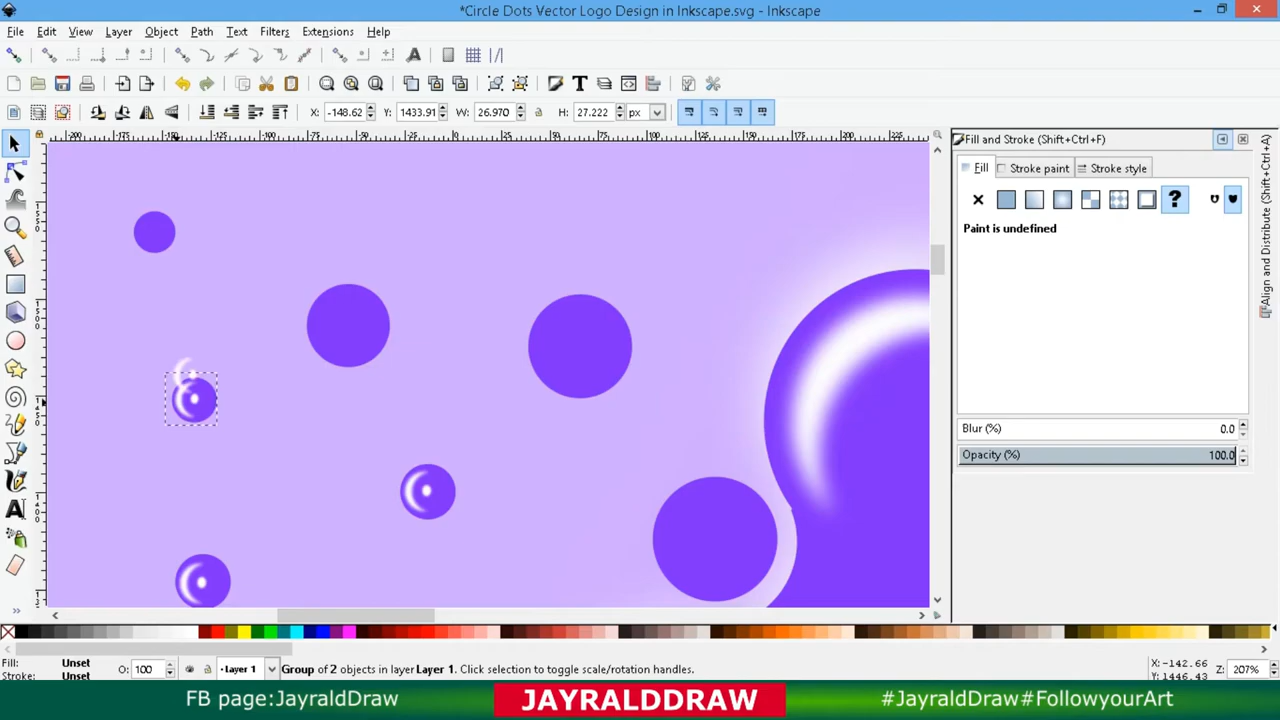 *Circle Dots Vector Logo Design in Inkscape.svg - Inkscape
File Edit View Layer Object Path Text Filters Extensions Help
X: -148.62 Y: 1433.91 W: 26.970 H: 27.222 px
Fill and Stroke (Shift+Ctrl+F)
Fill Stroke paint Stroke style
Paint is undefined
Blur (%) 0.0
Opacity (%) 100.0
Align and Distribute (Shift+Ctrl+A)
Fill: Unset
Stroke: Unset
O: 100
Layer 1
Group of 2 objects in layer Layer 1. Click selection to toggle scale/rotation handles.
X: -142.66
Y: 1446.43
Z: 207%
FB page:JayraldDraw
JAYRALDDRAW
#JayraldDraw#FollowyourArt